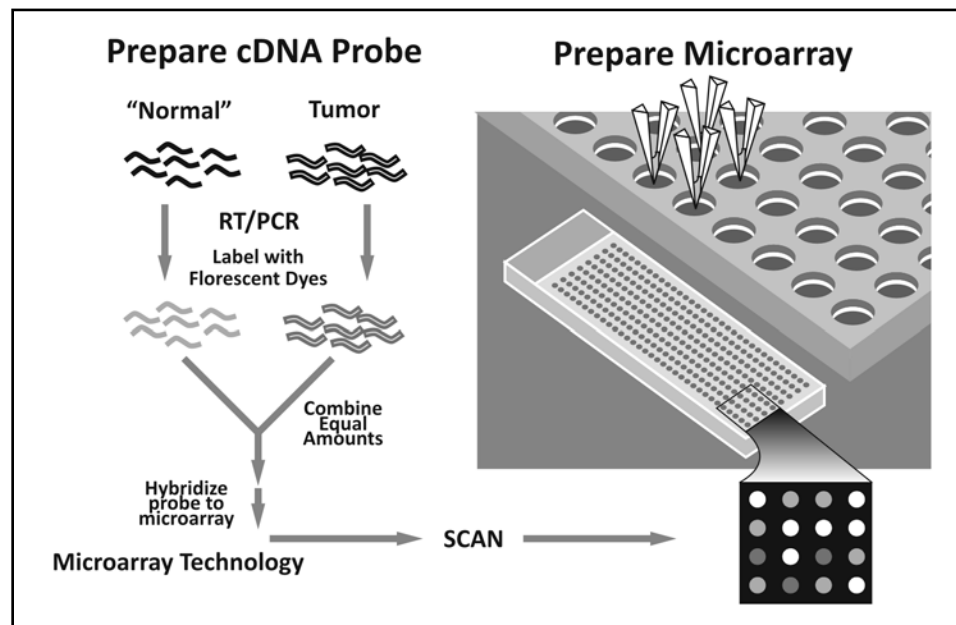 Prepare cDNA Probe
“Normal”
Tumor
RT/PCR
Label with
Florescent Dyes
Combine
Equal
Amounts
Hybridize
probe to
microarray
Microarray Technology
SCAN
Prepare Microarray